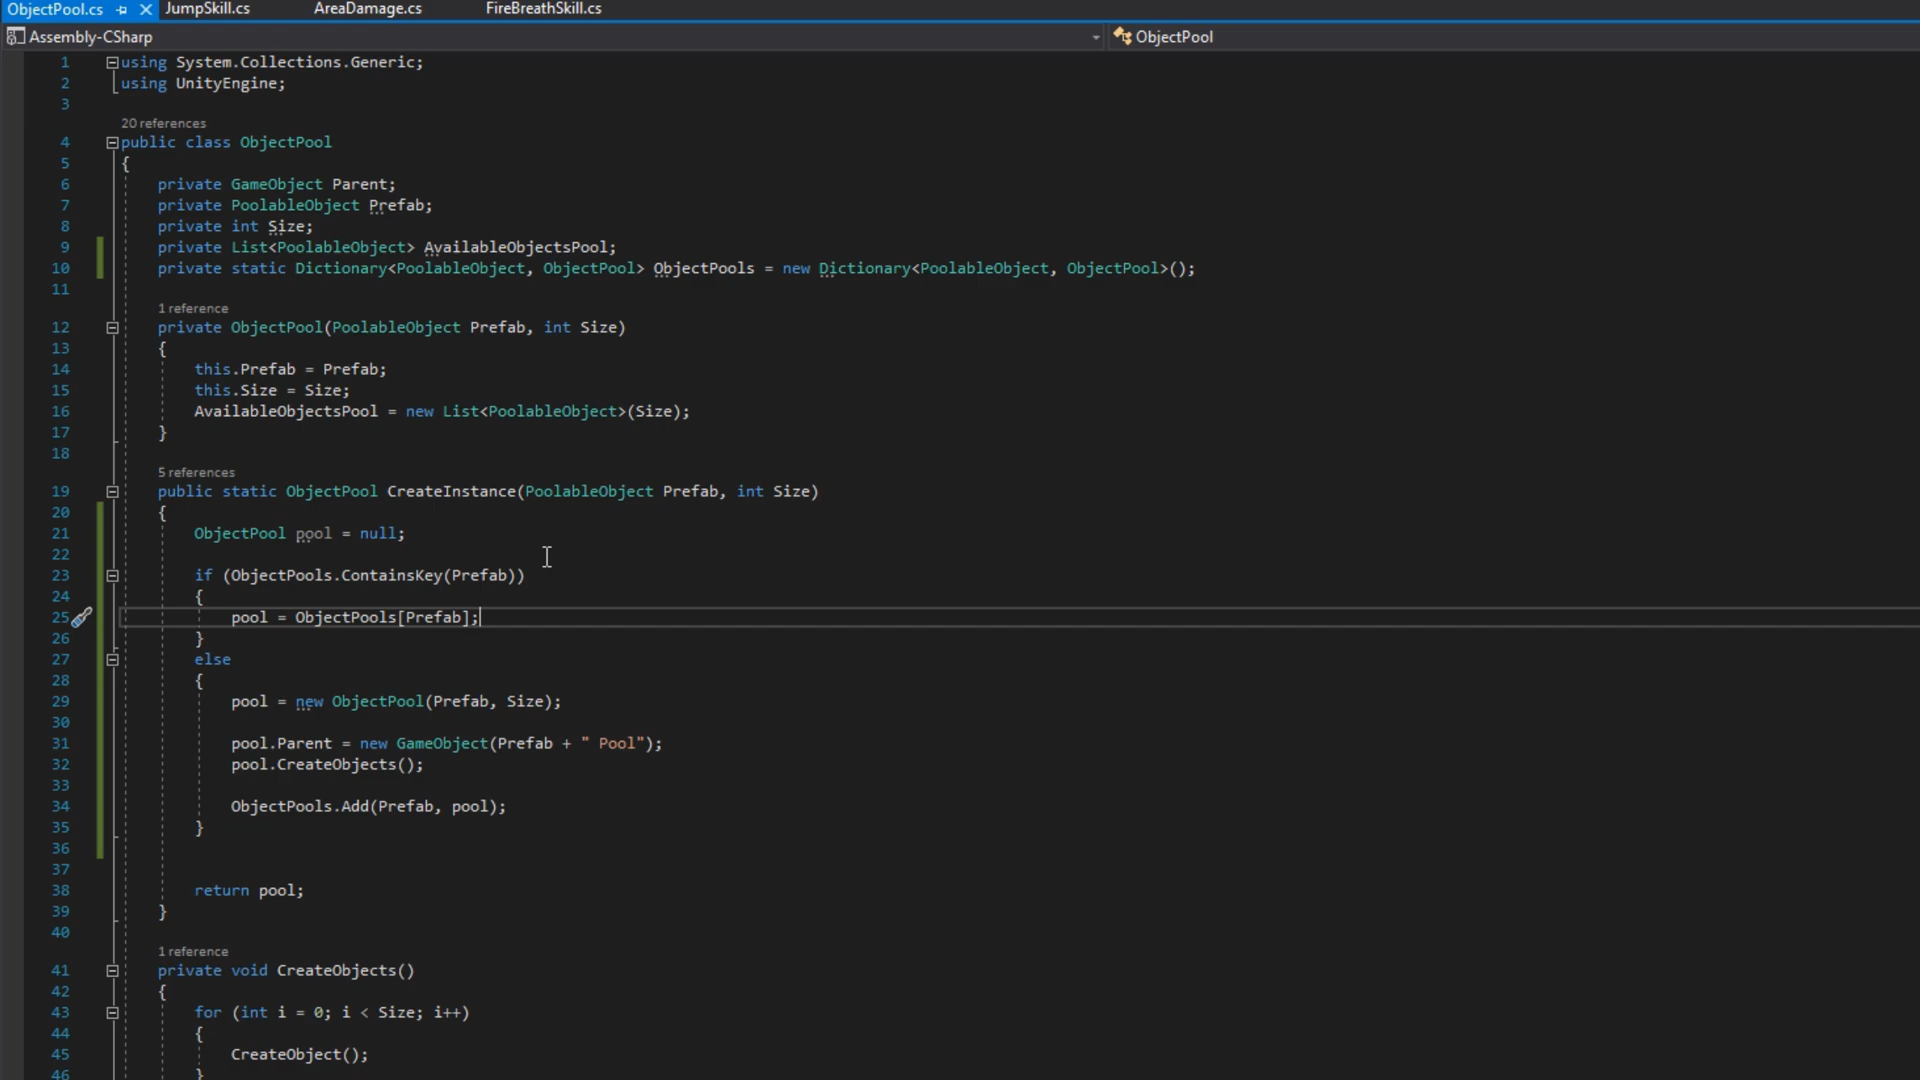 ObjectPool.cs JumpSkill.cs AreaDamage.cs FireBreathSkill.cs
Assembly-CSharp ObjectPool
1 using System.Collections.Generic;
2 using UnityEngine;
3
20 references
4 public class ObjectPool
5 {
6 private GameObject Parent;
7 private PoolableObject Prefab;
8 private int Size;
9 private List<PoolableObject> AvailableObjectsPool;
10 private static Dictionary<PoolableObject, ObjectPool> ObjectPools = new Dictionary<PoolableObject, ObjectPool>();
11
1 reference
12 private ObjectPool(PoolableObject Prefab, int Size)
13 {
14 this.Prefab = Prefab;
15 this.Size = Size;
16 AvailableObjectsPool = new List<PoolableObject>(Size);
17 }
18
5 references
19 public static ObjectPool CreateInstance(PoolableObject Prefab, int Size)
20 {
21 ObjectPool pool = null;
22
23 if (ObjectPools.ContainsKey(Prefab))
24 {
25 pool = ObjectPools[Prefab];
26 }
27 else
28 {
29 pool = new ObjectPool(Prefab, Size);
30
31 pool.Parent = new GameObject(Prefab + " Pool");
32 pool.CreateObjects();
33
34 ObjectPools.Add(Prefab, pool);
35 }
36
37
38 return pool;
39 }
40
1 reference
41 private void CreateObjects()
42 {
43 for (int i = 0; i < Size; i++)
44 {
45 CreateObject();
46 }